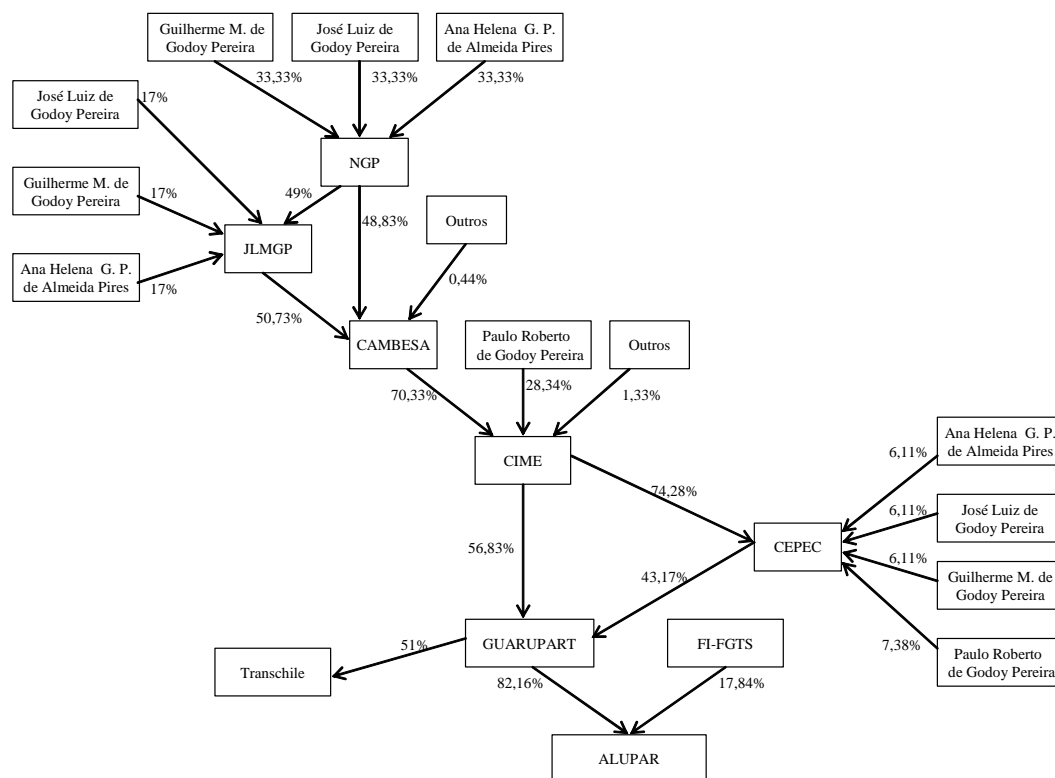 Guilherme M. de
Godoy Pereira
José Luiz de
Godoy Pereira
Ana Helena G. P.
de Almeida Pires
33,33%
33,33%
33,33%
José Luiz de
Godoy Pereira
17%
NGP
Guilherme M. de
Godoy Pereira
17%
49%
48,83%
Outros
JLMGP
Ana Helena G. P.
de Almeida Pires
17%
0,44%
50,73%
CAMBESA
Paulo Roberto
de Godoy Pereira
Outros
70,33%
28,34%
1,33%
CIME
74,28%
Ana Helena G. P.
de Almeida Pires
6,11%
José Luiz de
Godoy Pereira
6,11%
56,83%
CEPEC
43,17%
6,11%
Guilherme M. de
Godoy Pereira
7,38%
Paulo Roberto
de Godoy Pereira
GUARUPART
FI-FGTS
51%
Transchile
82,16%
17,84%
ALUPAR